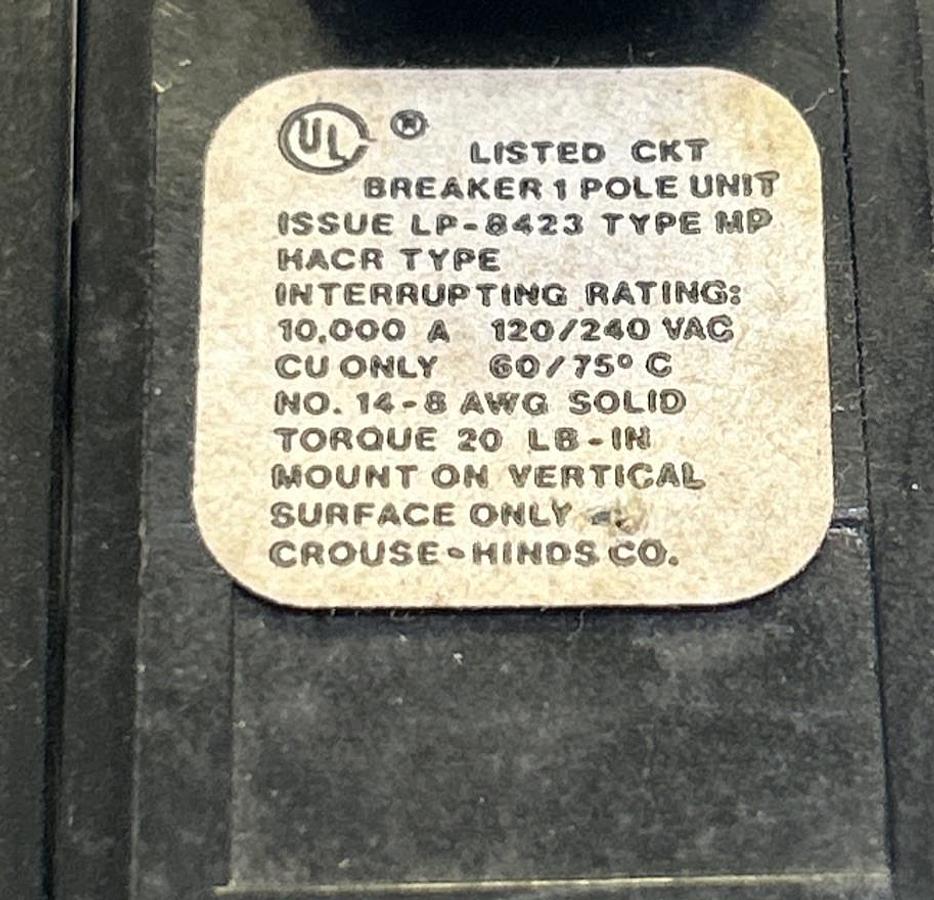 UL ®
LISTED CKT
BREAKER 1 POLE UNIT
ISSUE LP-8423 TYPE MP
HACR TYPE
INTERRUPTING RATING:
10,000 A 120/240 VAC
CU ONLY 60/75° C
NO. 14-8 AWG SOLID
TORQUE 20 LB-IN
MOUNT ON VERTICAL
SURFACE ONLY
CROUSE-HINDS CO.